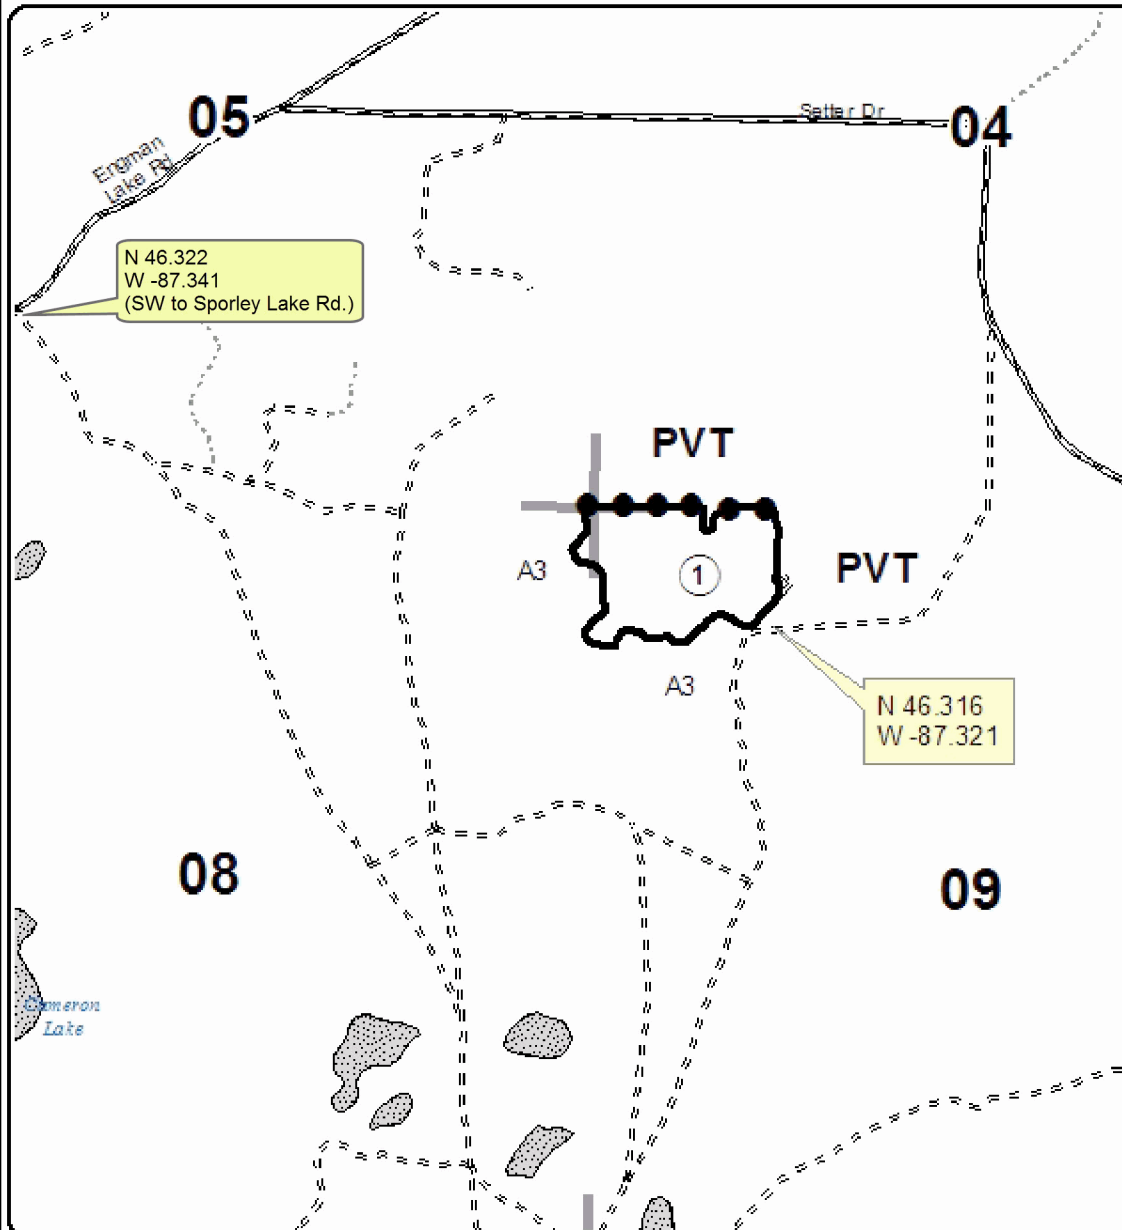 05
Setter Dr
04
Engman
Lake Rd
N 46.322
W -87.341
(SW to Sporley Lake Rd.)
PVT
A3
1
PVT
A3
N 46.316
W -87.321
08
09
Cameron
Lake